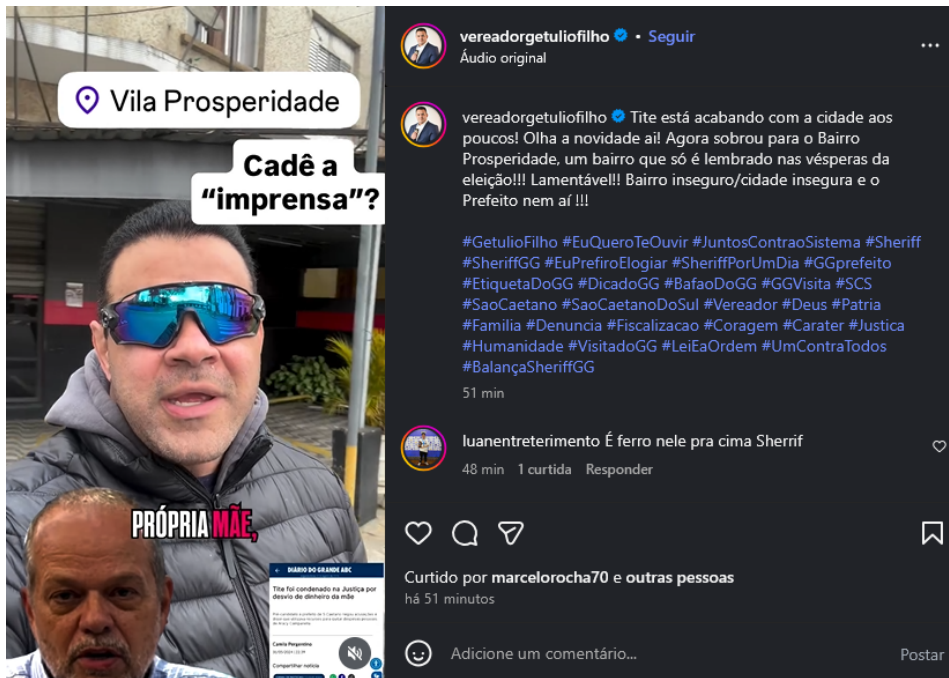 Vila Prosperidade
Cadê a
“imprensa”?
PRÓPRIA MÃE,
DIÁRIO DO GRANDE ABC
Tite foi condenado na Justiça por
desvio de dinheiro da mãe
Camila Pergentino
Compartilhar notícia
vereadorgetuliofilho • Seguir
Áudio original
vereadorgetuliofilho Tite está acabando com a cidade aos
poucos! Olha a novidade ai! Agora sobrou para o Bairro
Prosperidade, um bairro que só é lembrado nas vésperas da
eleição!!! Lamentável!! Bairro inseguro/cidade insegura e o
Prefeito nem aí !!!
#GetulioFilho #EuQueroTeOuvir #JuntosContraoSistema #Sheriff
#SheriffGG #EuPrefiroElogiar #SheriffPorUmDia #GGprefeito
#EtiquetaDoGG #DicadoGG #BafaoDoGG #GGVisita #SCS
#SaoCaetano #SaoCaetanoDoSul #Vereador #Deus #Patria
#Familia #Denuncia #Fiscalizacao #Coragem #Carater #Justica
#Humanidade #VisitadoGG #LeiEaOrdem #UmContraTodos
#BalançaSheriffGG
51 min
luanentreterimento É ferro nele pra cima Sherrif
48 min 1 curtida Responder
Curtido por marcelorocha70 e outras pessoas
há 51 minutos
Adicione um comentário...
Postar